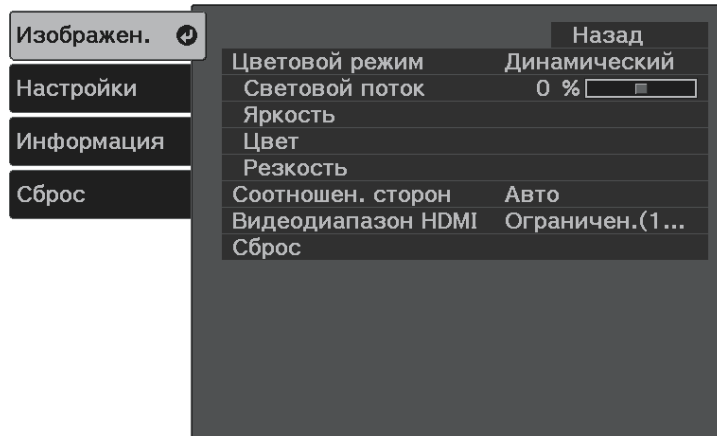 Изображен.
Настройки
Информация
Сброс
Назад
Цветовой режим Динамический
Световой поток 0 %
Яркость
Цвет
Резкость
Соотношен. сторон Авто
Видеодиапазон HDMI Ограничен.(1...
Сброс